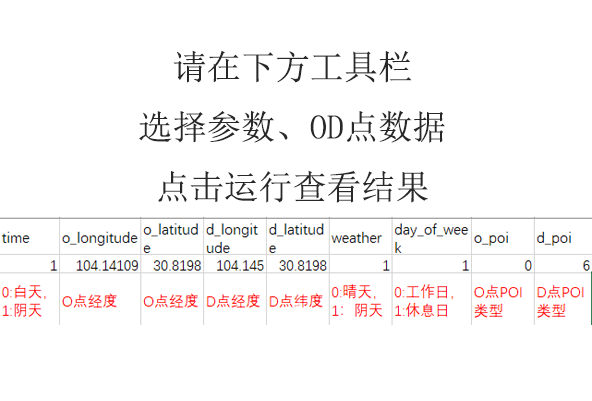 请在下方工具栏
选择参数、OD点数据
点击运行查看结果
time o_longitude o_latitude d_longitude d_latitude weather day_of_week o_poi d_poi
1 104.14109 30.8198 104.145 30.8198 1 1 0 6
0:白天, 1:阴天 O点经度 O点经度 D点经度 D点纬度 0:晴天, 1: 阴天 0:工作日, 1:休息日 O点POI类型 D点POI类型